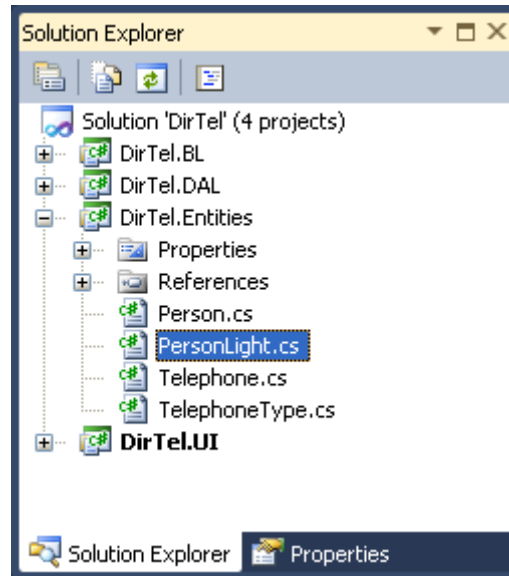 Solution Explorer
Solution 'DirTel' (4 projects)
DirTel.BL
DirTel.DAL
DirTel.Entities
Properties
References
Person.cs
PersonLight.cs
Telephone.cs
TelephoneType.cs
DirTel.UI
Solution Explorer Properties